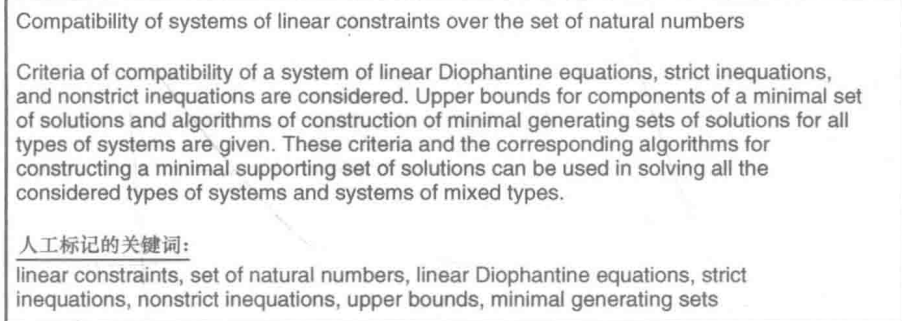 Compatibility of systems of linear constraints over the set of natural numbers
Criteria of compatibility of a system of linear Diophantine equations, strict inequations,
and nonstrict inequations are considered. Upper bounds for components of a minimal set
of solutions and algorithms of construction of minimal generating sets of solutions for all
types of systems are given. These criteria and the corresponding algorithms for
constructing a minimal supporting set of solutions can be used in solving all the
considered types of systems and systems of mixed types.
人工标记的关键词：
linear constraints, set of natural numbers, linear Diophantine equations, strict
inequations, nonstrict inequations, upper bounds, minimal generating sets